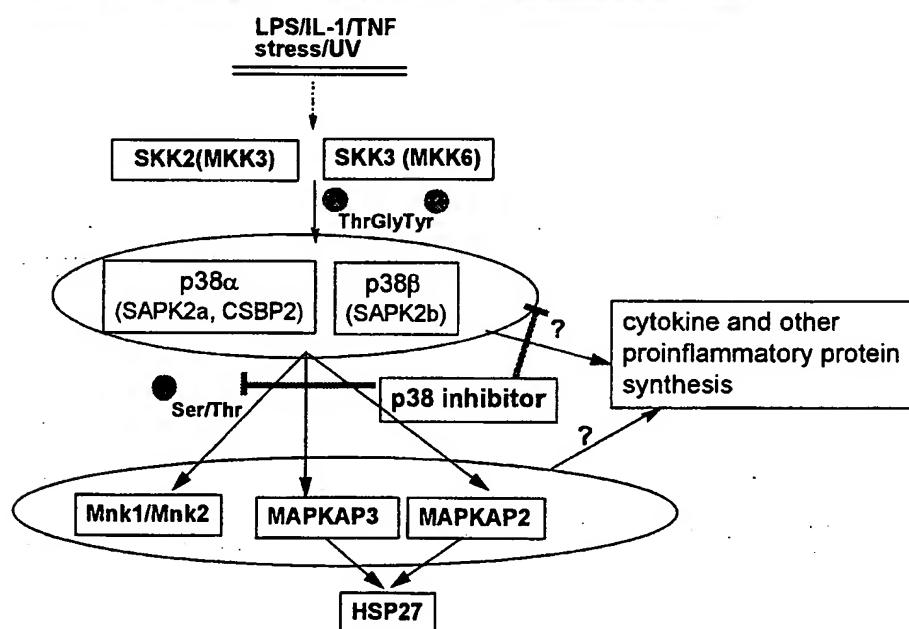 LPS/IL-1/TNF
stress/UV
SKK2(MKK3)
SKK3 (MKK6)
ThrGlyTyr
p38α
(SAPK2a, CSBP2)
p38β
(SAPK2b)
?
cytokine and other
proinflammatory protein
synthesis
p38 inhibitor
Ser/Thr
?
Mnk1/Mnk2
MAPKAP3
MAPKAP2
HSP27